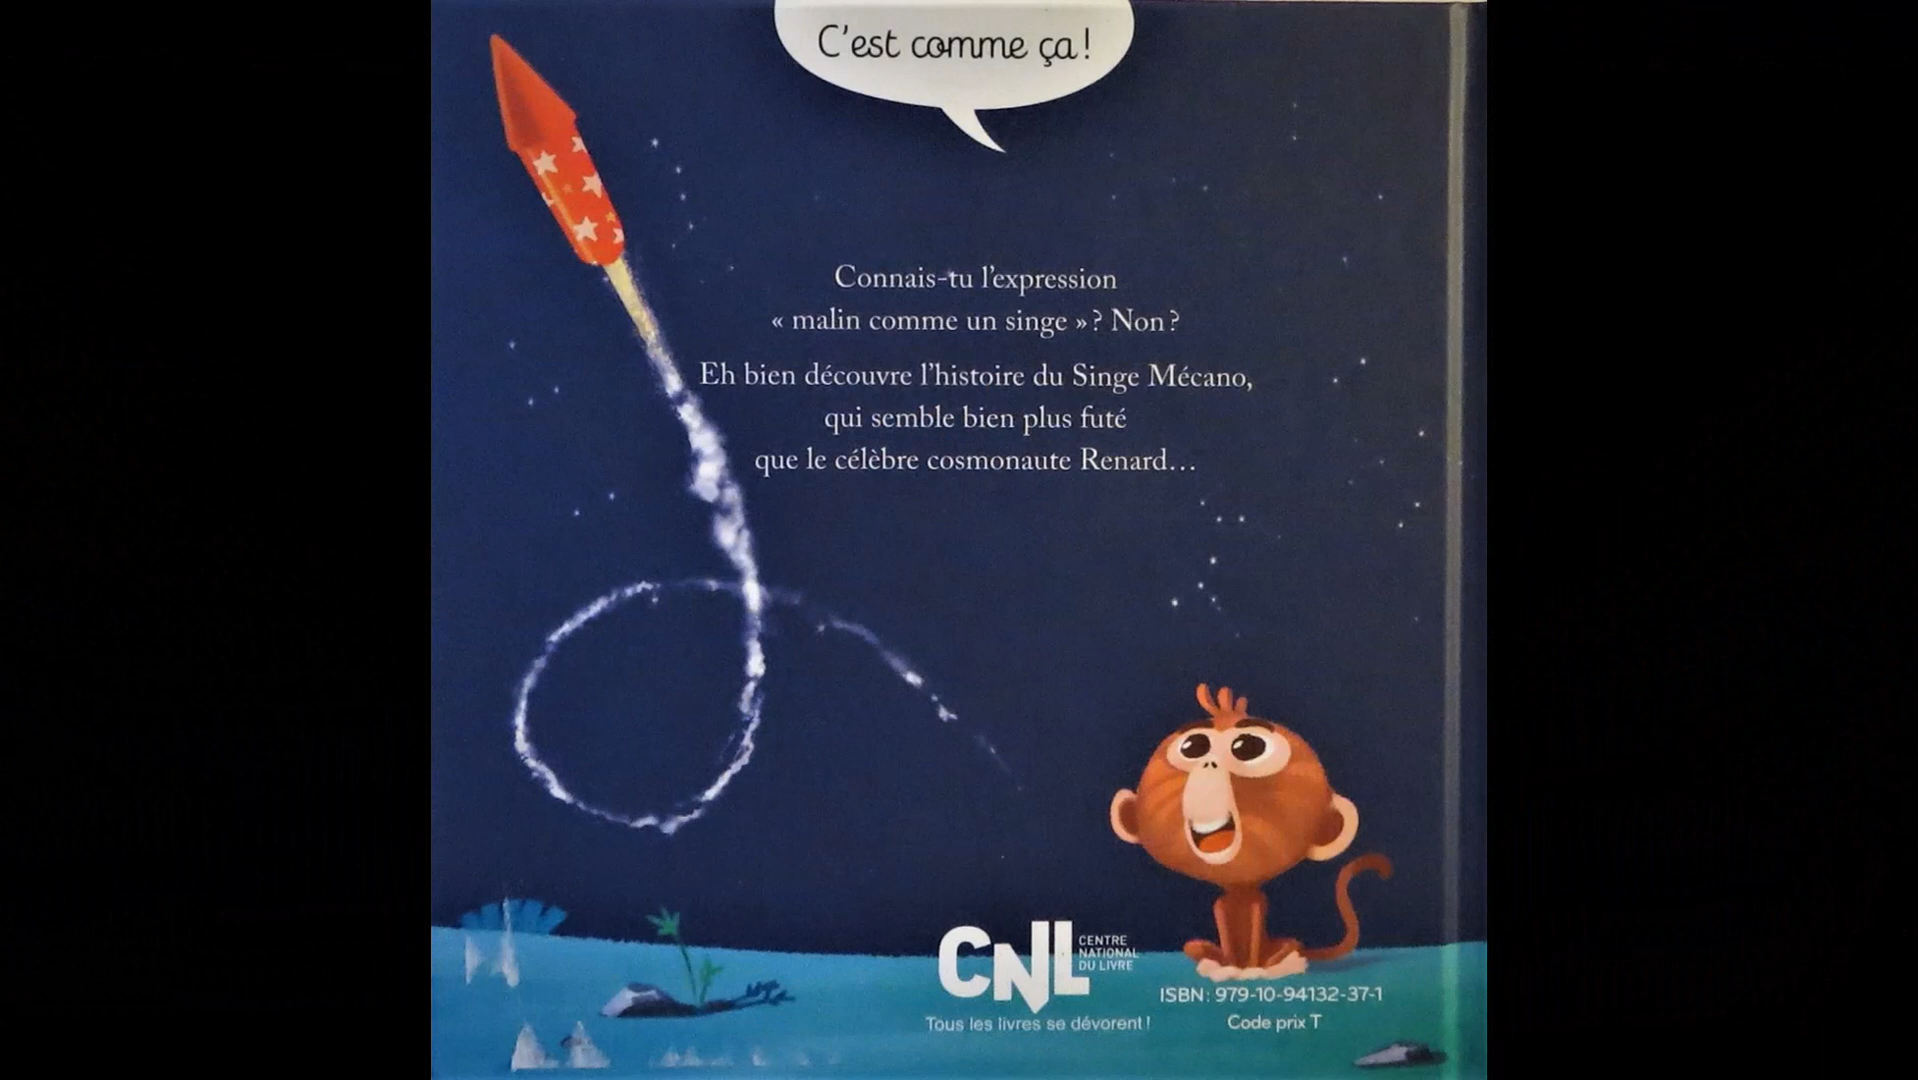 C'est comme ça !
Connais-tu l'expression
« malin comme un singe » ? Non ?
Eh bien découvre l'histoire du Singe Mécano,
qui semble bien plus futé
que le célèbre cosmonaute Renard...
CNL
CENTRE
NATIONAL
DU LIVRE
Tous les livres se dévorent !
ISBN : 979-10-94132-37-1
Code prix T